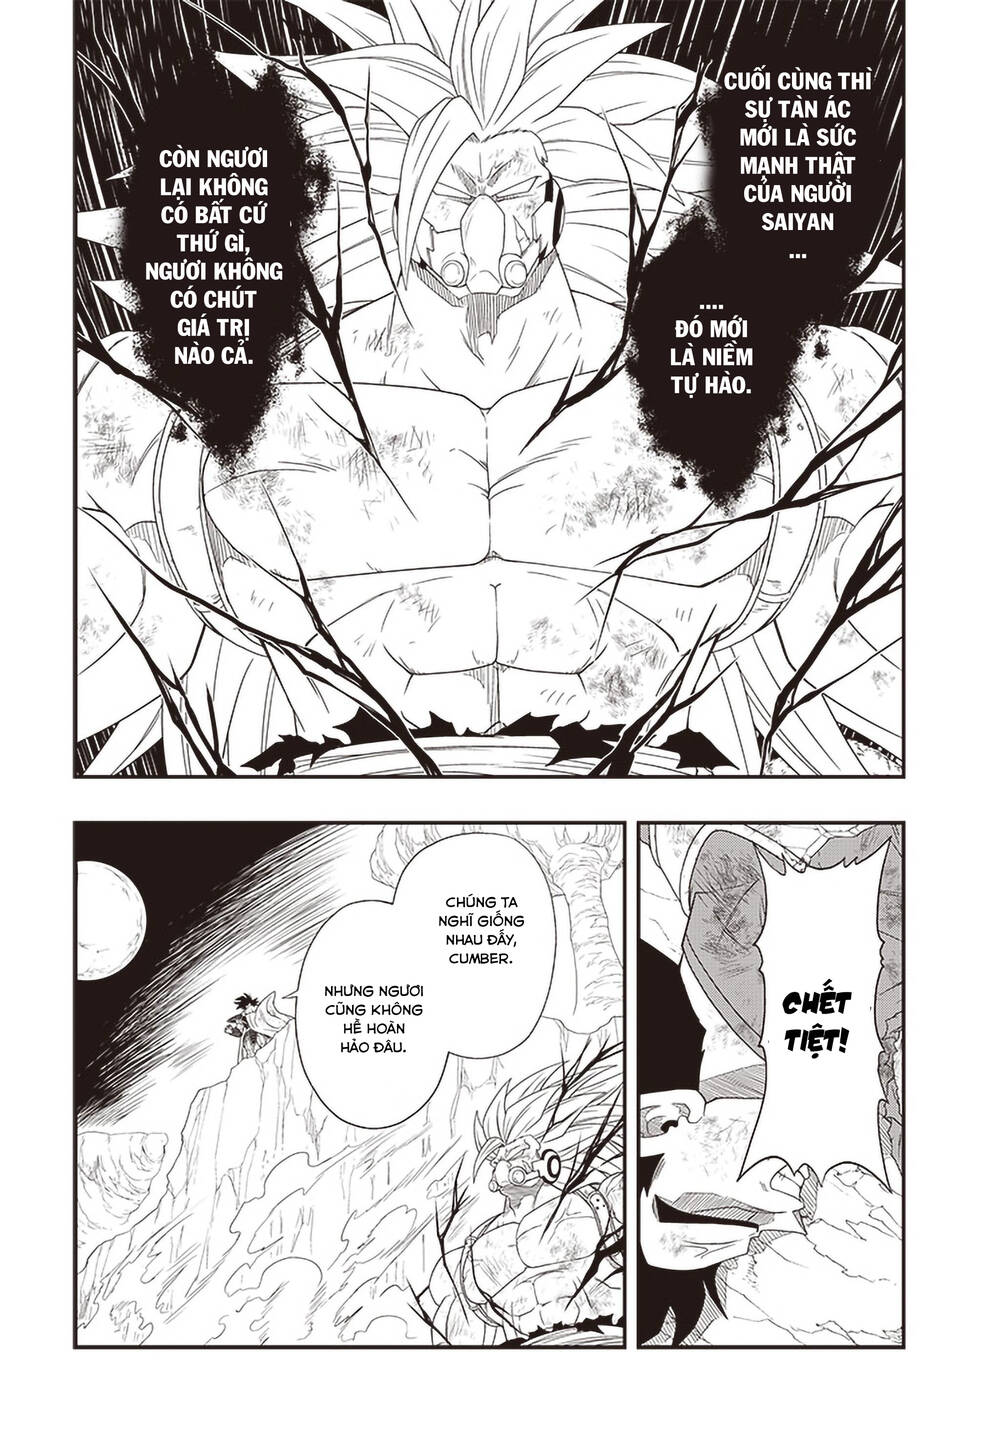 CUỐI CÙNG THÌ
SỰ TÀN ÁC
MỚI LÀ SỨC
MẠNH THẬT
CỦA NGƯỜI
SAIYAN
...
....
ĐÓ MỚI
LÀ NIỀM
TỰ HÀO.
CÒN NGƯƠI
LẠI KHÔNG
CÓ BẤT CỨ
THỨ GÌ,
NGƯƠI KHÔNG
CÓ CHÚT
GIÁ TRỊ
NÀO CẢ.
CHẾT
TIỆT!
CHÚNG TA
NGHĨ GIỐNG
NHAU ĐẤY,
CUMBER.
NHƯNG NGƯƠI
CŨNG KHÔNG
HỀ HOÀN
HẢO ĐÂU.